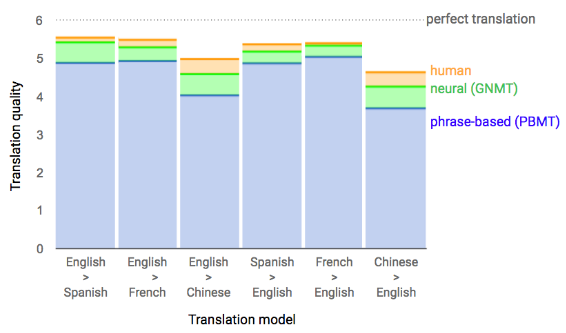 perfect translation
6
5
4
3
2
1
0
Translation quality
human
neural (GNMT)
phrase-based (PBMT)
English
>
Spanish
English
>
French
English
>
Chinese
Spanish
>
English
French
>
English
Chinese
>
English
Translation model